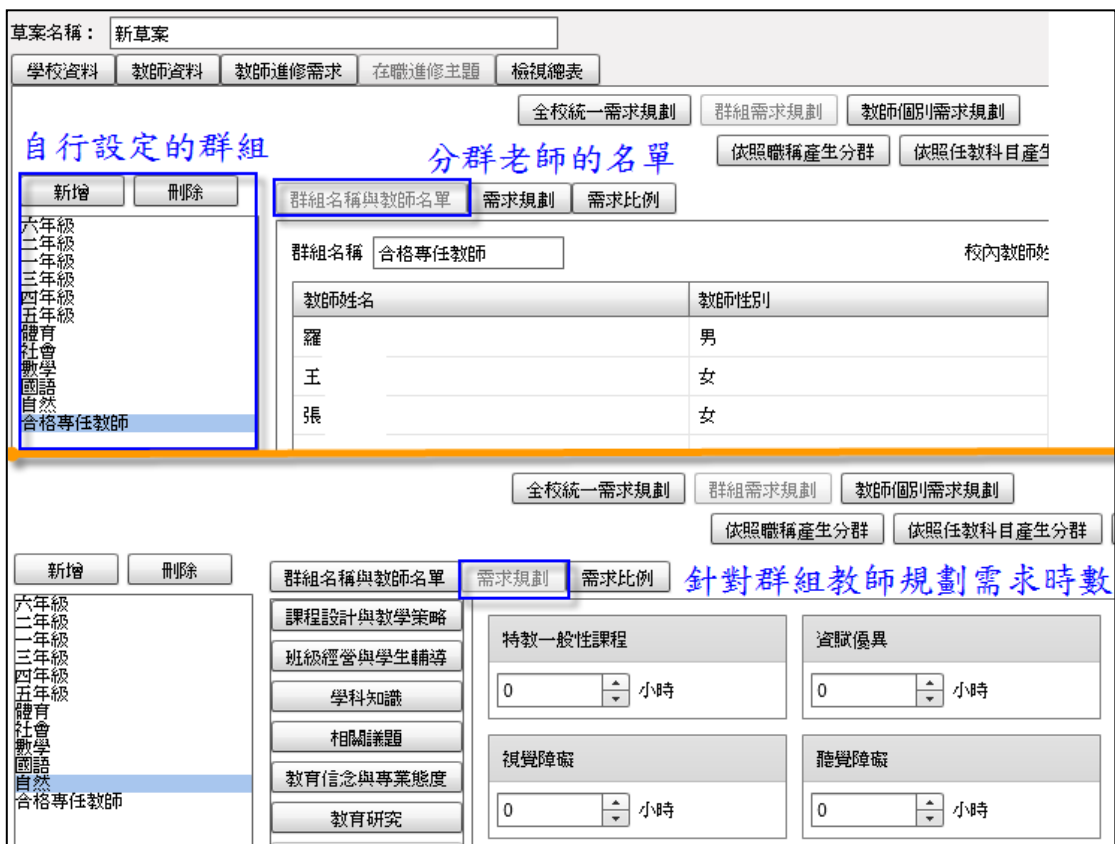 草案名稱： 新草案
學校資料 教師資料 教師進修需求 在職進修主題 檢視總表
全校統一需求規劃 群組需求規劃 教師個別需求規劃
自行設定的群組 分群老師的名單 依照職稱產生分群 依照任教科目產生
新增 刪除 群組名稱與教師名單 需求規劃 需求比例
六年級
二年級
一年級
三年級
四年級
五年級
體育
社會
數學
國語
自然
合格專任教師
群組名稱 合格專任教師 校內教師姓
教師姓名 教師性別
羅 男
王 女
張 女
全校統一需求規劃 群組需求規劃 教師個別需求規劃
依照職稱產生分群 依照任教科目產生分群
新增 刪除 群組名稱與教師名單 需求規劃 需求比例 針對群組教師規劃需求時數
六年級
二年級
一年級
三年級
四年級
五年級
體育
社會
數學
國語
自然
合格專任教師
課程設計與教學策略
班級經營與學生輔導
學科知識
相關議題
教育信念與專業態度
教育研究
特教一般性課程 資賦優異
0 小時 0 小時
視覺障礙 聽覺障礙
0 小時 0 小時